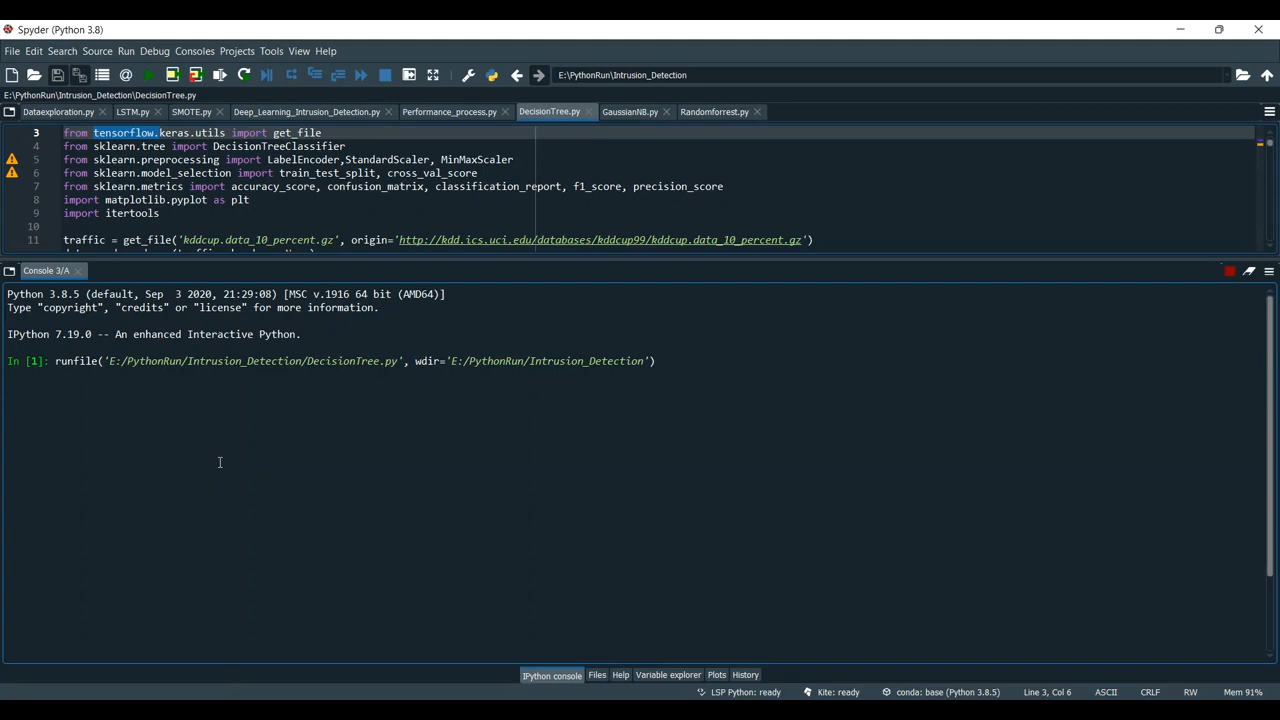 Spyder (Python 3.8)
File Edit Search Source Run Debug Consoles Projects Tools View Help
E:\PythonRun\Intrusion_Detection
E:\PythonRun\Intrusion_Detection\DecisionTree.py
Dataexploration.py LSTM.py SMOTE.py Deep_Learning_Intrusion_Detection.py Performance_process.py DecisionTree.py GaussianNB.py Randomforrest.py
3 from tensorflow.keras.utils import get_file
4 from sklearn.tree import DecisionTreeClassifier
5 from sklearn.preprocessing import LabelEncoder,StandardScaler, MinMaxScaler
6 from sklearn.model_selection import train_test_split, cross_val_score
7 from sklearn.metrics import accuracy_score, confusion_matrix, classification_report, f1_score, precision_score
8 import matplotlib.pyplot as plt
9 import itertools
10
11 traffic = get_file('kddcup.data_10_percent.gz', origin='http://kdd.ics.uci.edu/databases/kddcup99/kddcup.data_10_percent.gz')
Console 3/A
Python 3.8.5 (default, Sep 3 2020, 21:29:08) [MSC v.1916 64 bit (AMD64)]
Type "copyright", "credits" or "license" for more information.
IPython 7.19.0 -- An enhanced Interactive Python.
In [1]: runfile('E:/PythonRun/Intrusion_Detection/DecisionTree.py', wdir='E:/PythonRun/Intrusion_Detection')
IPython console Files Help Variable explorer Plots History
LSP Python: ready Kite: ready conda: base (Python 3.8.5) Line 3, Col 6 ASCII CRLF RW Mem 91%